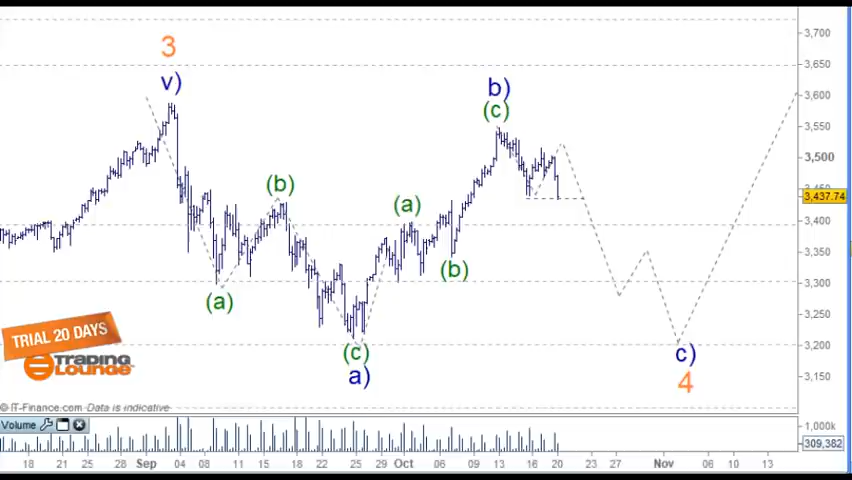 3,700
3
3,650
v)
b)
(c)
3,600
3,550
3,500
(b)
(a)
3,437.74
3,400
(b)
3,350
(a)
3,300
3,250
TRIAL 20 DAYS
TRADING
LOUNGE
(c)
a)
c)
4
3,200
3,150
© IT-Finance.com Data is indicative
Volume
1,000k
309,382
18 21 25 28 Sep 04 08 11 15 18 22 25 29 Oct 06 09 13 16 20 23 27 Nov 06 10 13